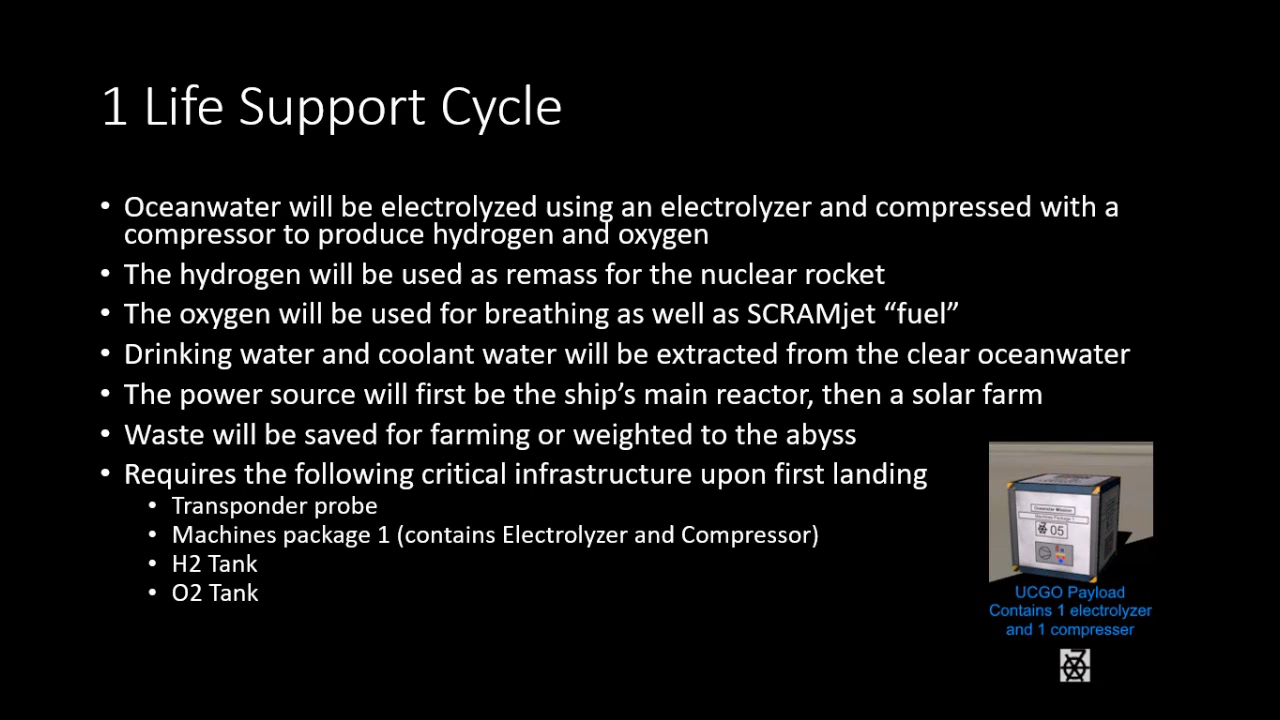 1 Life Support Cycle
• Oceanwater will be electrolyzed using an electrolyzer and compressed with a
compressor to produce hydrogen and oxygen
• The hydrogen will be used as remass for the nuclear rocket
• The oxygen will be used for breathing as well as SCRAMjet “fuel”
• Drinking water and coolant water will be extracted from the clear oceanwater
• The power source will first be the ship’s main reactor, then a solar farm
• Waste will be saved for farming or weighted to the abyss
• Requires the following critical infrastructure upon first landing
• Transponder probe
• Machines package 1 (contains Electrolyzer and Compressor)
• H2 Tank
• O2 Tank
05
UCGO Payload
Contains 1 electrolyzer
and 1 compresser